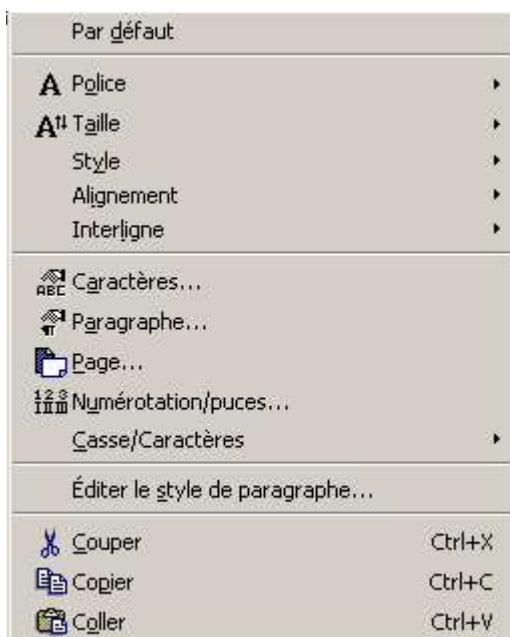 Par défaut
Police
Taille
Style
Alignement
Interligne
Caractères...
Paragraphe...
Page...
Numérotation/puces...
Casse/Caractères
Éditer le style de paragraphe...
Couper Ctrl+X
Copier Ctrl+C
Coller Ctrl+V